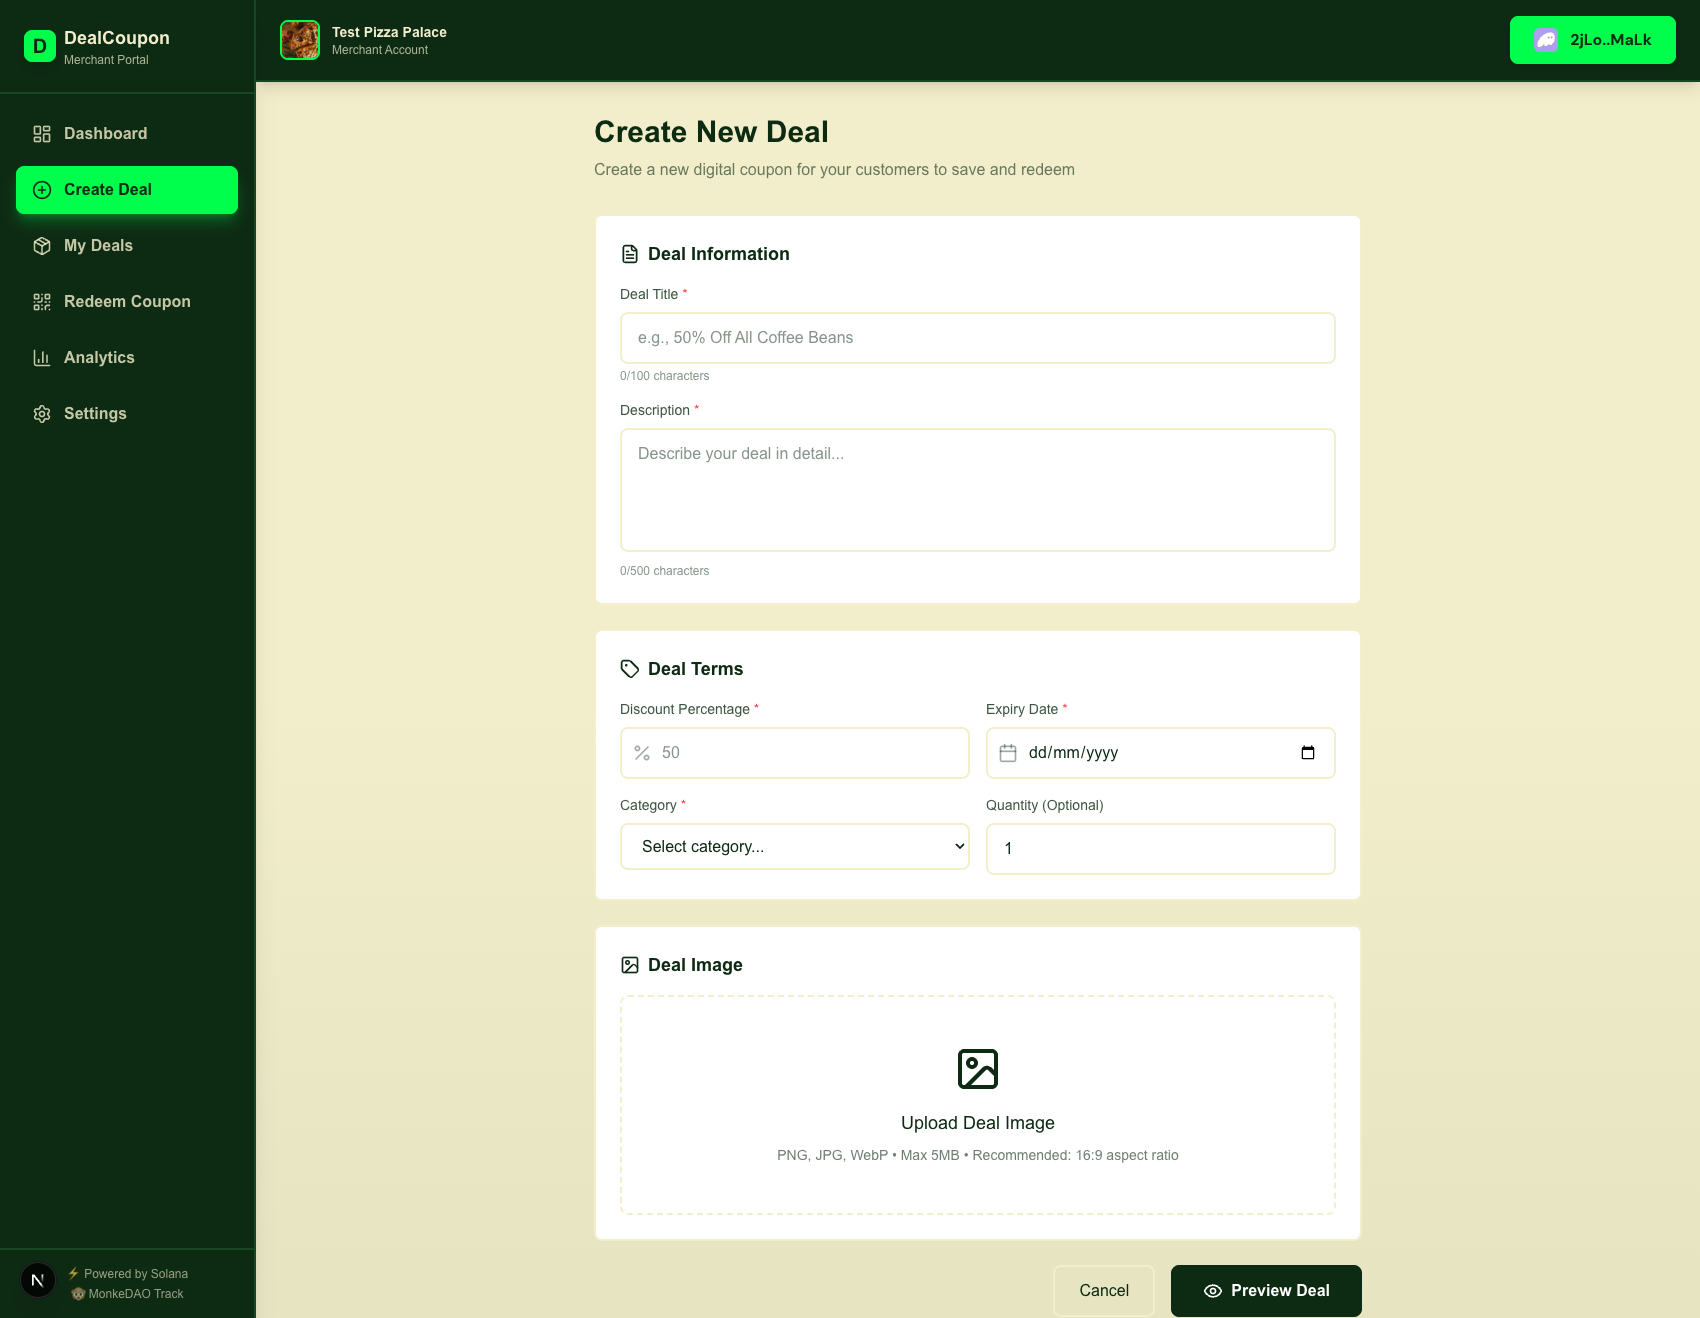 D
DealCoupon
Merchant Portal
Dashboard
Create Deal
My Deals
Redeem Coupon
Analytics
Settings
N
⚡ Powered by Solana
🐵 MonkeDAO Track
Test Pizza Palace
Merchant Account
2jLo..MaLk
Create New Deal
Create a new digital coupon for your customers to save and redeem
Deal Information
Deal Title *
e.g., 50% Off All Coffee Beans
0/100 characters
Description *
Describe your deal in detail...
0/500 characters
Deal Terms
Discount Percentage *
Expiry Date *
50
dd/mm/yyyy
Category *
Quantity (Optional)
Select category...
1
Deal Image
Upload Deal Image
PNG, JPG, WebP • Max 5MB • Recommended: 16:9 aspect ratio
Cancel
Preview Deal